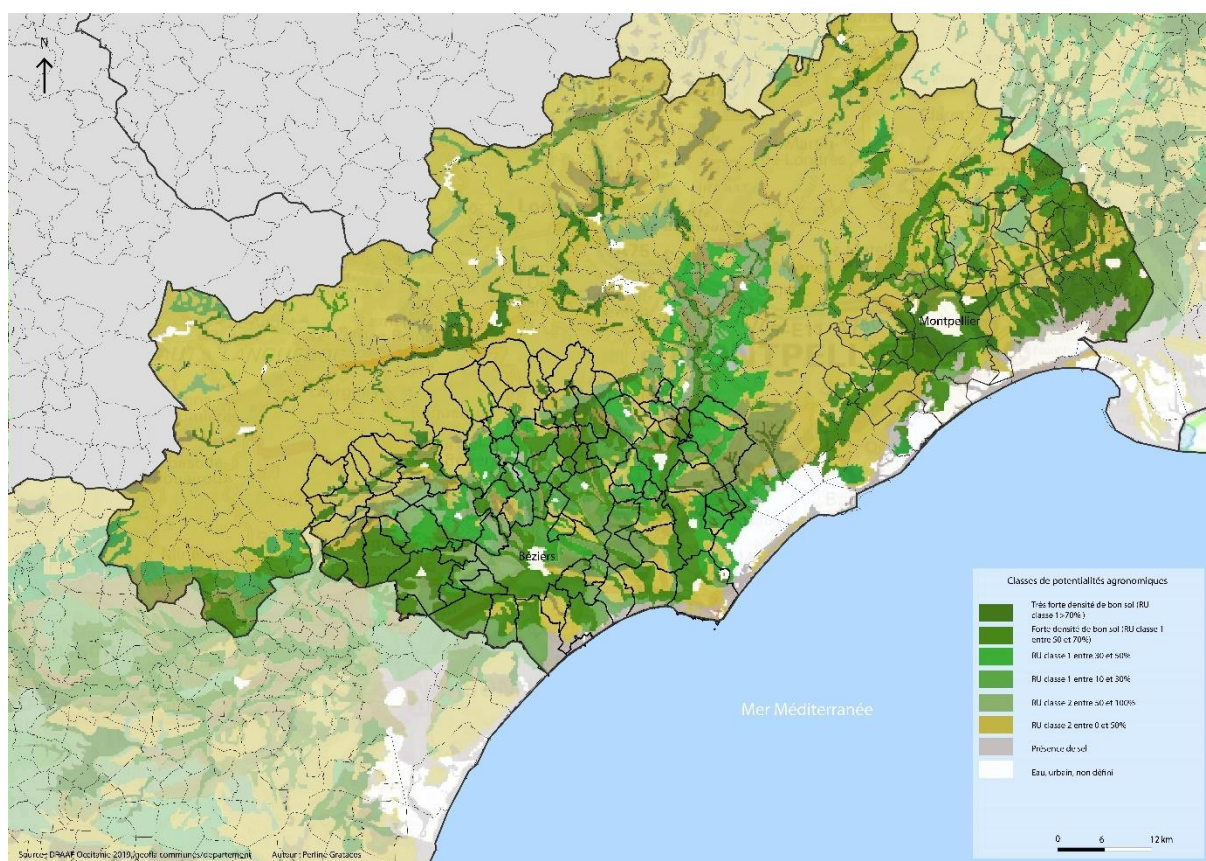 N
Montpellier
Béziers
Mer Méditerranée
Classes de potentialités agronomiques
Très forte densité de bon sol (RU
classe 1>70% )
Forte densité de bon sol (RU classe 1
entre 50 et 70%)
RU classe 1 entre 30 et 50%
RU classe 1 entre 10 et 30%
RU classe 2 entre 50 et 100%
RU classe 2 entre 0 et 50%
Présence de sel
Eau, urbain, non défini
0 6 12 km
Source: DRAAF Occitanie 2019, geofla communes/departement Autour : Perline Gratacos